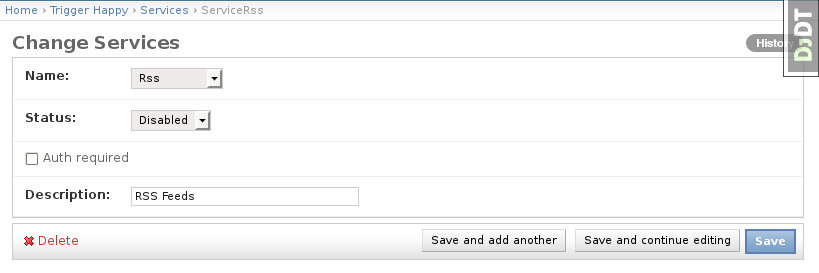 Home › Trigger Happy › Services › ServiceRss
Change Services
History
DJDT
Name: Rss
Status: Disabled
Auth required
Description: RSS Feeds
Delete
Save and add another
Save and continue editing
Save